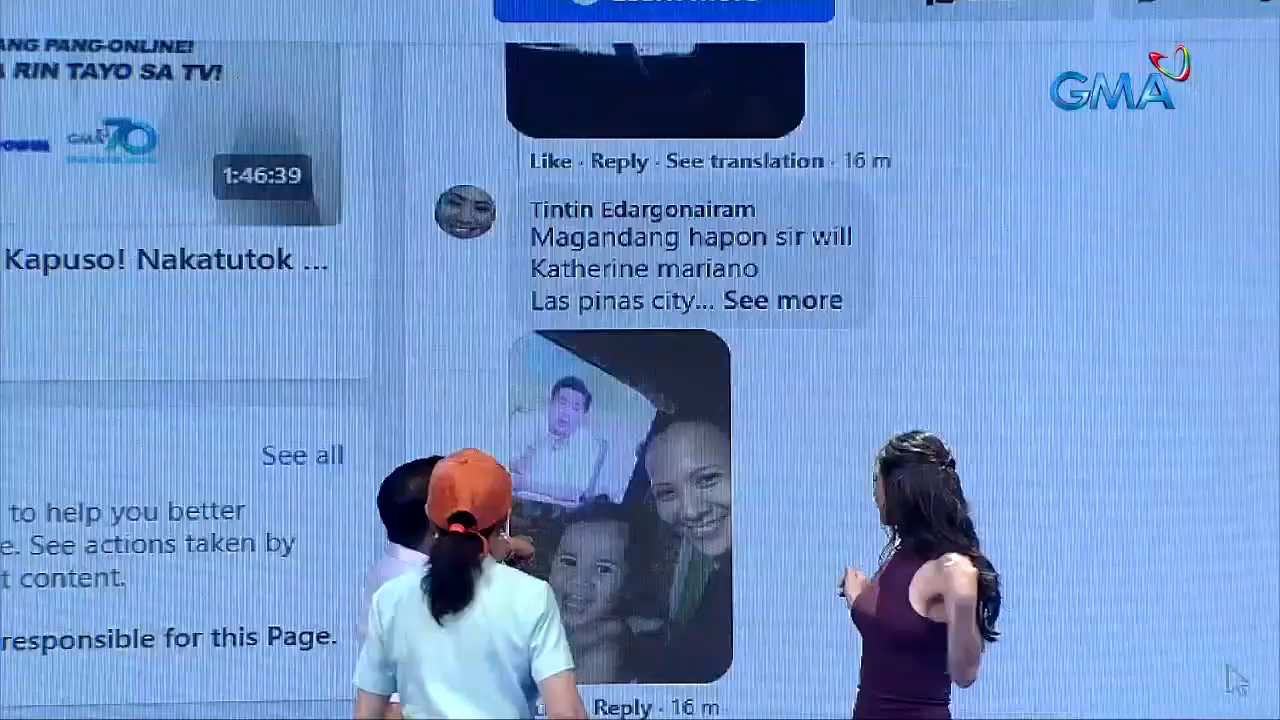 ANG PANG-ONLINE!
RIN TAYO SA TV!
GMA 70
1:46:39
Kapuso! Nakatutok ...
See all
to help you better
e. See actions taken by
t content.
responsible for this Page.
Like · Reply · See translation · 16 m
Tintin Edargonairam
Magandang hapon sir will
Katherine mariano
Las pinas city... See more
Reply · 16 m
GMA